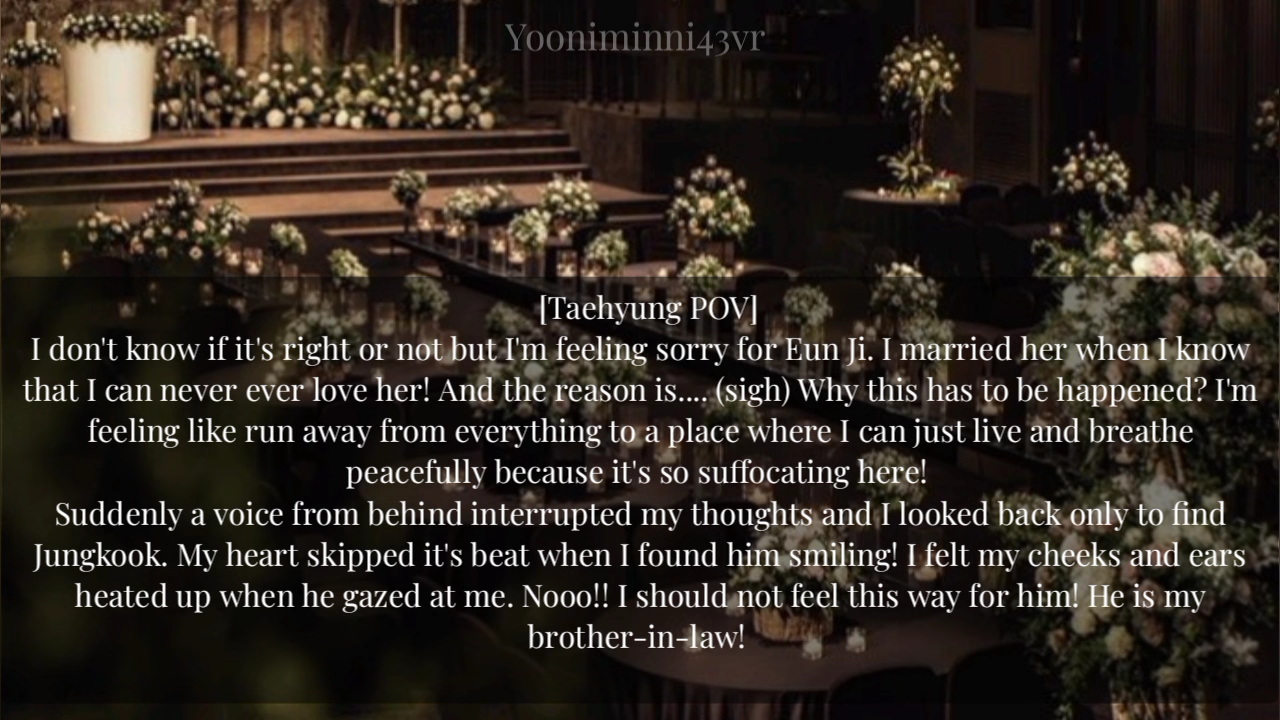 Yooniminni43vr
[Taehyung POV]
I don't know if it's right or not but I'm feeling sorry for Eun Ji. I married her when I know
that I can never ever love her! And the reason is.... (sigh) Why this has to be happened? I'm
feeling like run away from everything to a place where I can just live and breathe
peacefully because it's so suffocating here!
Suddenly a voice from behind interrupted my thoughts and I looked back only to find
Jungkook. My heart skipped it's beat when I found him smiling! I felt my cheeks and ears
heated up when he gazed at me. Nooo!! I should not feel this way for him! He is my
brother-in-law!